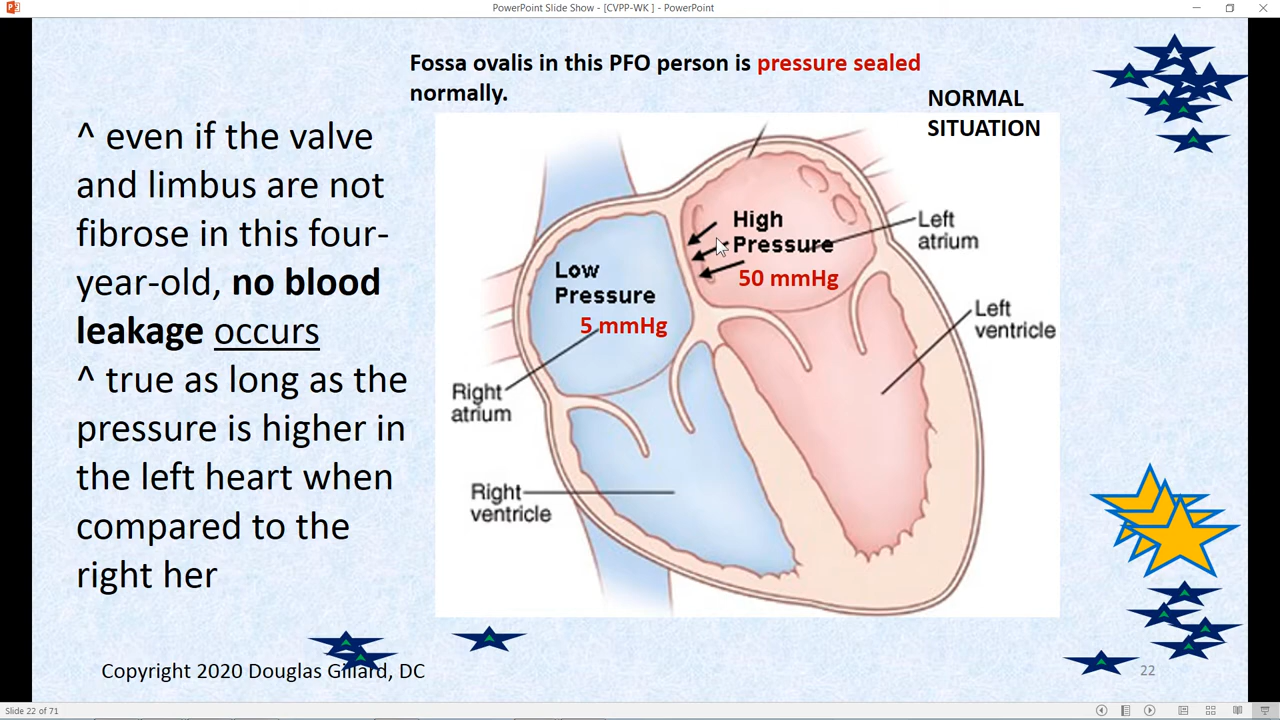 PowerPoint Slide Show - [CVPP-WK ] - PowerPoint
Fossa ovalis in this PFO person is pressure sealed
normally.
NORMAL
SITUATION
^ even if the valve
and limbus are not
fibrose in this four-
year-old, no blood
leakage occurs
^ true as long as the
pressure is higher in
the left heart when
compared to the
right her
High
Pressure
50 mmHg
Low
Pressure
5 mmHg
Left
atrium
Left
ventricle
Right
atrium
Right
ventricle
Copyright 2020 Douglas Gillard, DC
22
Slide 22 of 71